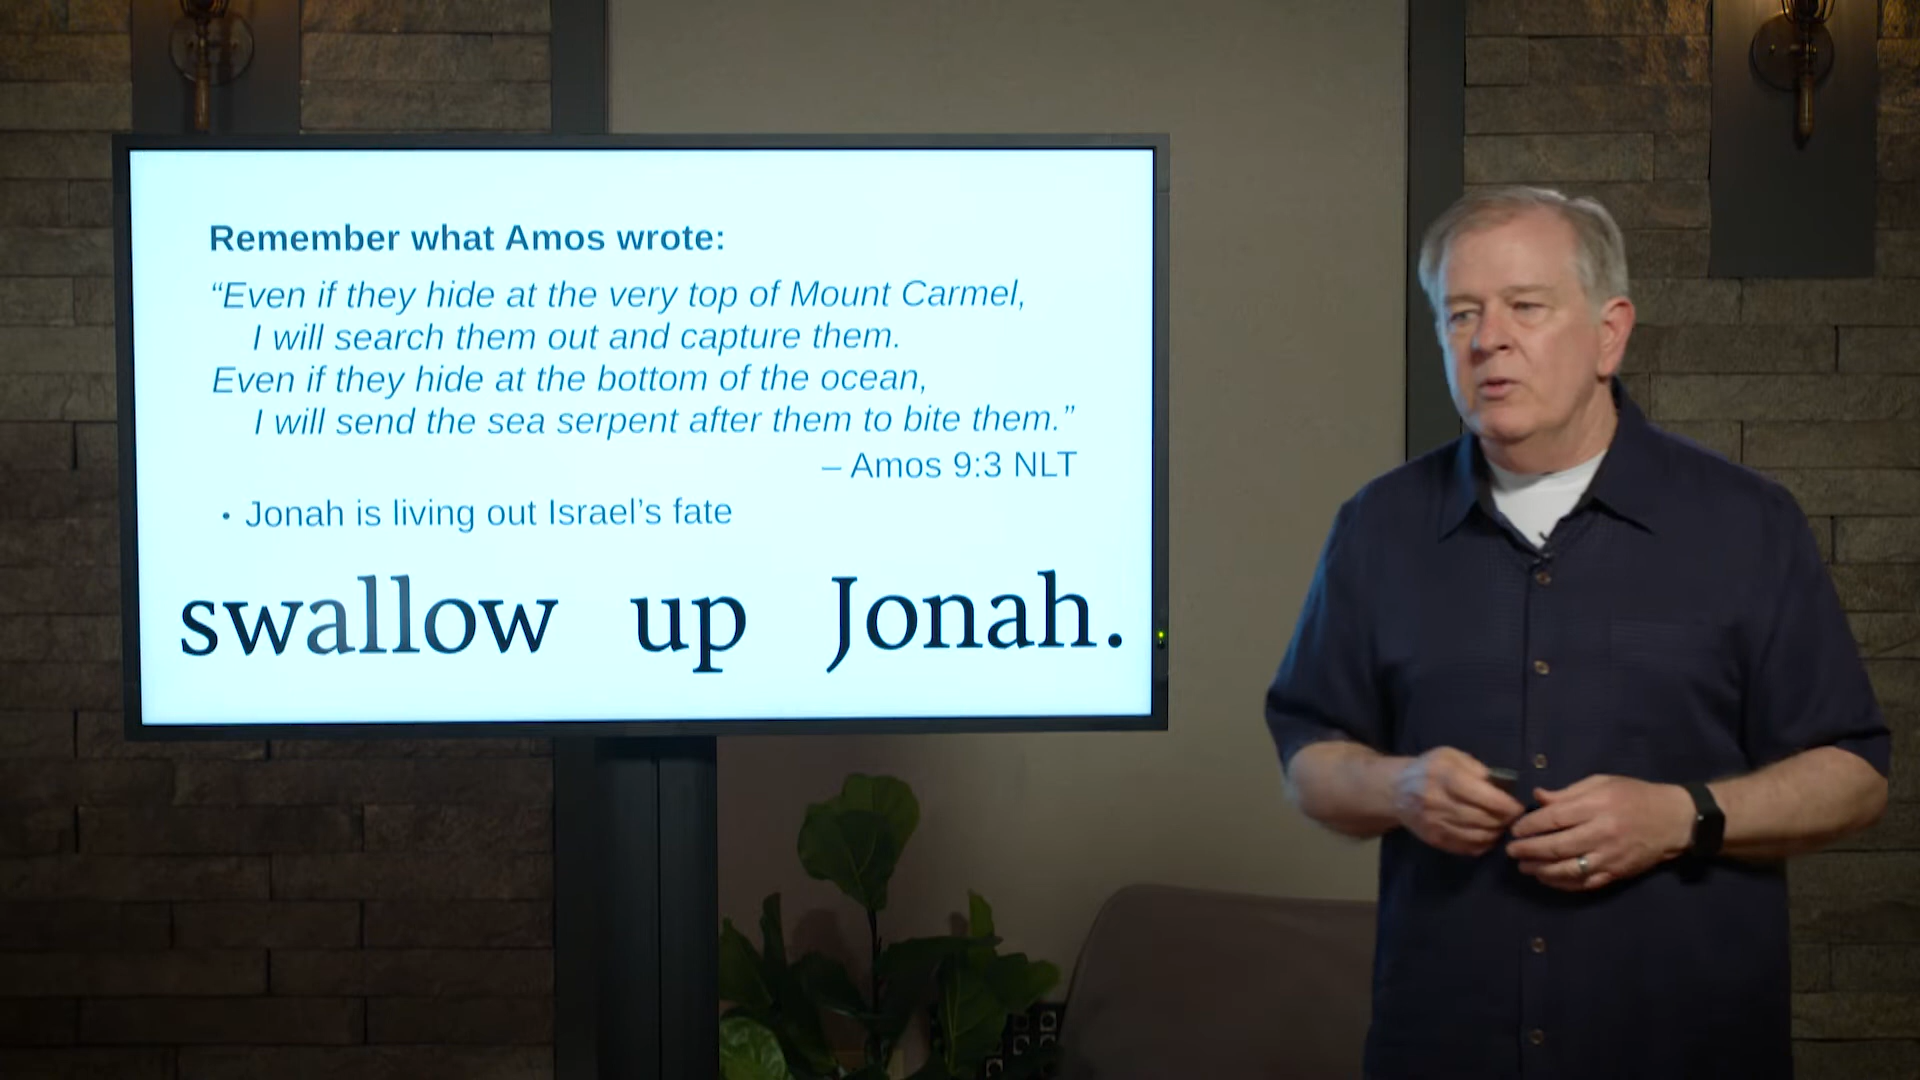 Remember what Amos wrote:
“Even if they hide at the very top of Mount Carmel,
I will search them out and capture them.
Even if they hide at the bottom of the ocean,
I will send the sea serpent after them to bite them.”
– Amos 9:3 NLT
• Jonah is living out Israel’s fate
swallow up Jonah.